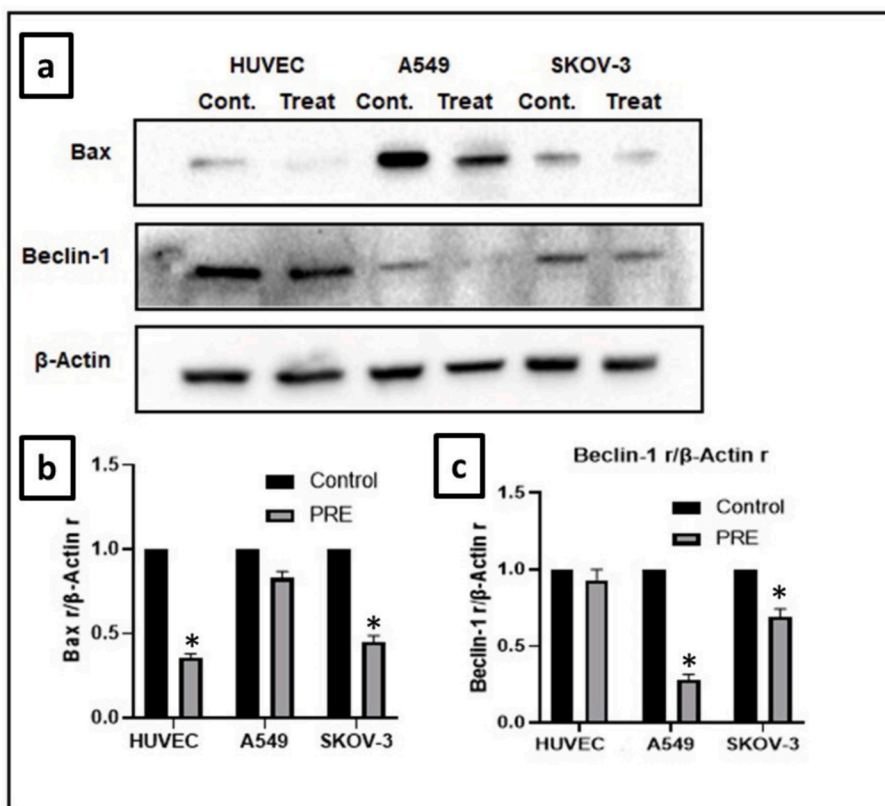 a
HUVEC A549 SKOV-3
Cont. Treat Cont. Treat Cont. Treat
Bax
Beclin-1
β-Actin
b
Bax r/β-Actin r
1.5
1.0
0.5
0.0
Control
PRE
*
*
HUVEC A549 SKOV-3
c
Beclin-1 r/β-Actin r
Beclin-1 r/β-Actin r
1.5
1.0
0.5
0.0
Control
PRE
*
*
HUVEC A549 SKOV-3